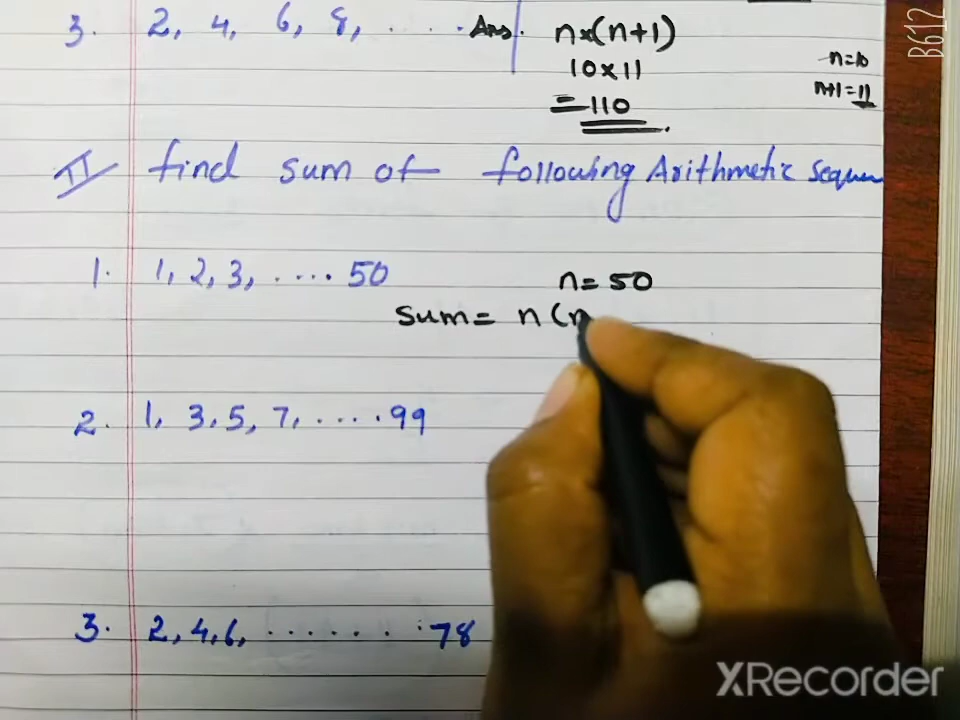 3. 2, 4, 6, 8, ..... Ans. n×(n+1)
10×11
=110
n=10
n+1=11
II find sum of following Arithmetic Sequen
1. 1, 2, 3, .... 50 n= 50
Sum= n (n
2. 1, 3, 5, 7, .... 99
3. 2, 4, 6, ....... 78
B612
XRecorder